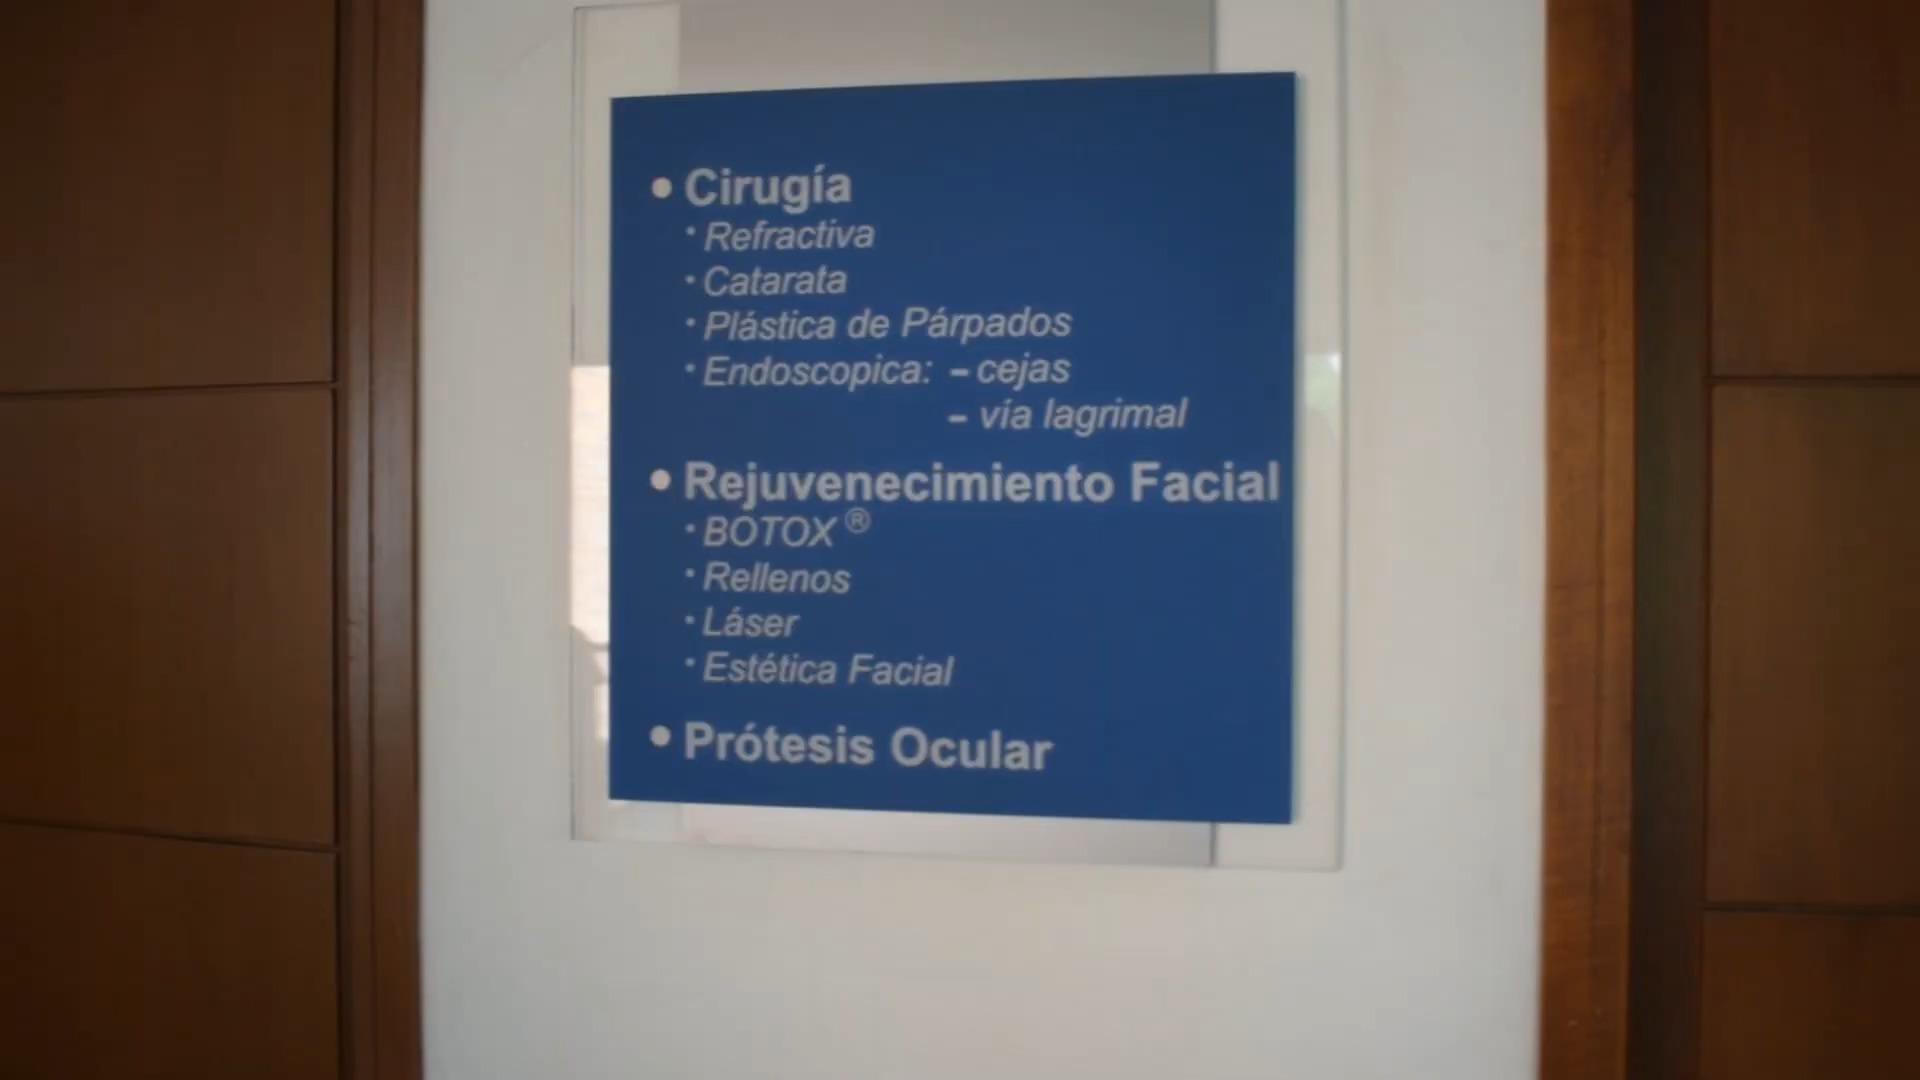 • Cirugía
· Refractiva
· Catarata
· Plástica de Párpados
· Endoscopica: – cejas
– vía lagrimal
• Rejuvenecimiento Facial
· BOTOX ®
· Rellenos
· Láser
· Estética Facial
• Prótesis Ocular